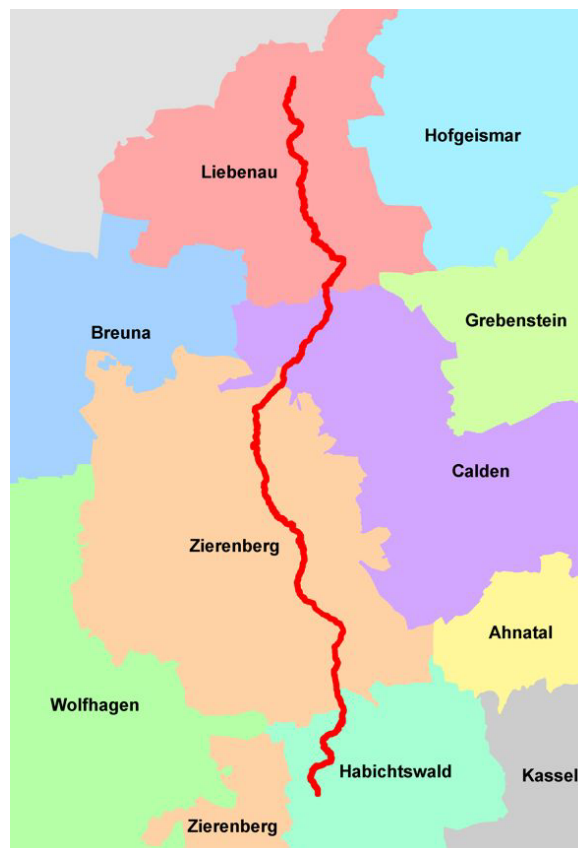 Hofgeismar
Liebenau
Grebenstein
Breuna
Calden
Zierenberg
Ahnatal
Wolfhagen
Habichtswald
Kassel
Zierenberg